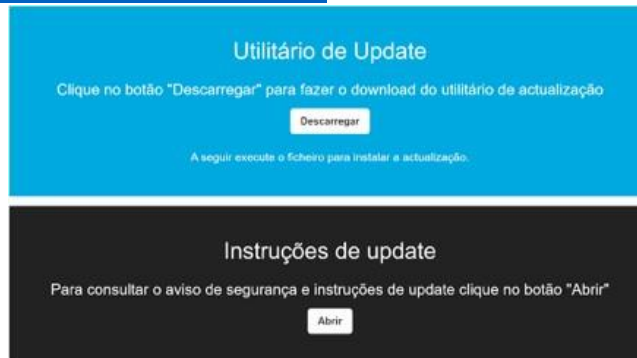 Utilitário de Update
Clique no botão "Descarregar" para fazer o download do utilitário de actualização
Descarregar
A seguir execute o ficheiro para instalar a actualização.
Instruções de update
Para consultar o aviso de segurança e instruções de update clique no botão "Abrir"
Abrir